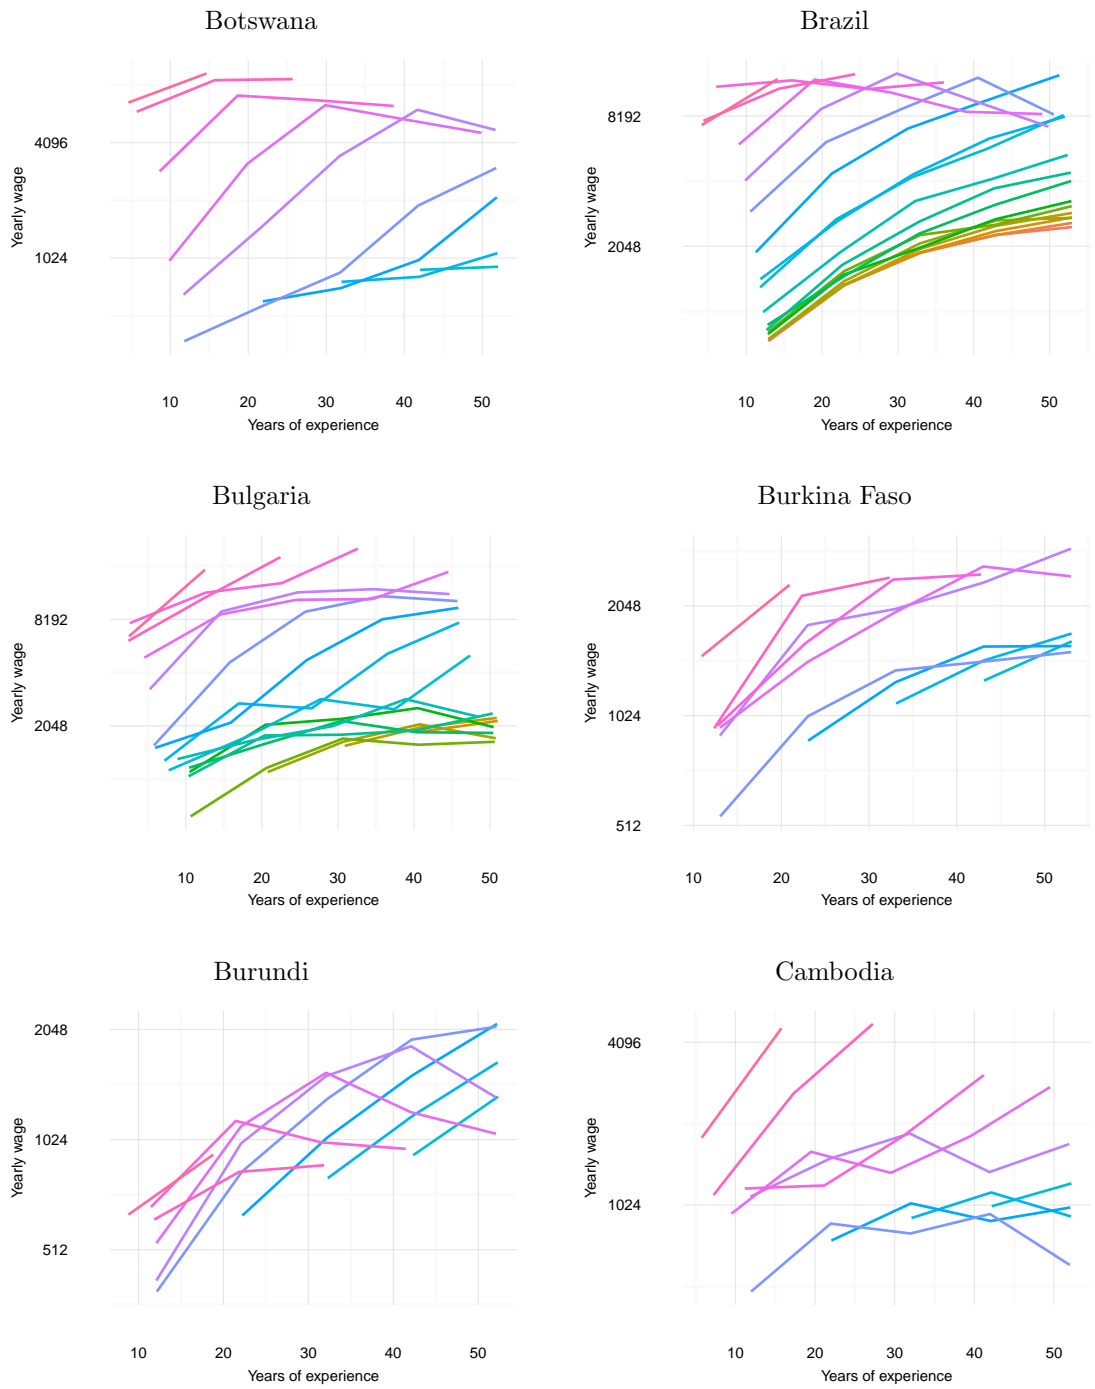 Botswana
Brazil
Yearly wage
4096
1024
10 20 30 40 50
Years of experience
Yearly wage
8192
2048
10 20 30 40 50
Years of experience
Bulgaria
Burkina Faso
Yearly wage
8192
2048
10 20 30 40 50
Years of experience
Yearly wage
2048
1024
512
10 20 30 40 50
Years of experience
Burundi
Cambodia
Yearly wage
2048
1024
512
10 20 30 40 50
Years of experience
Yearly wage
4096
1024
10 20 30 40 50
Years of experience